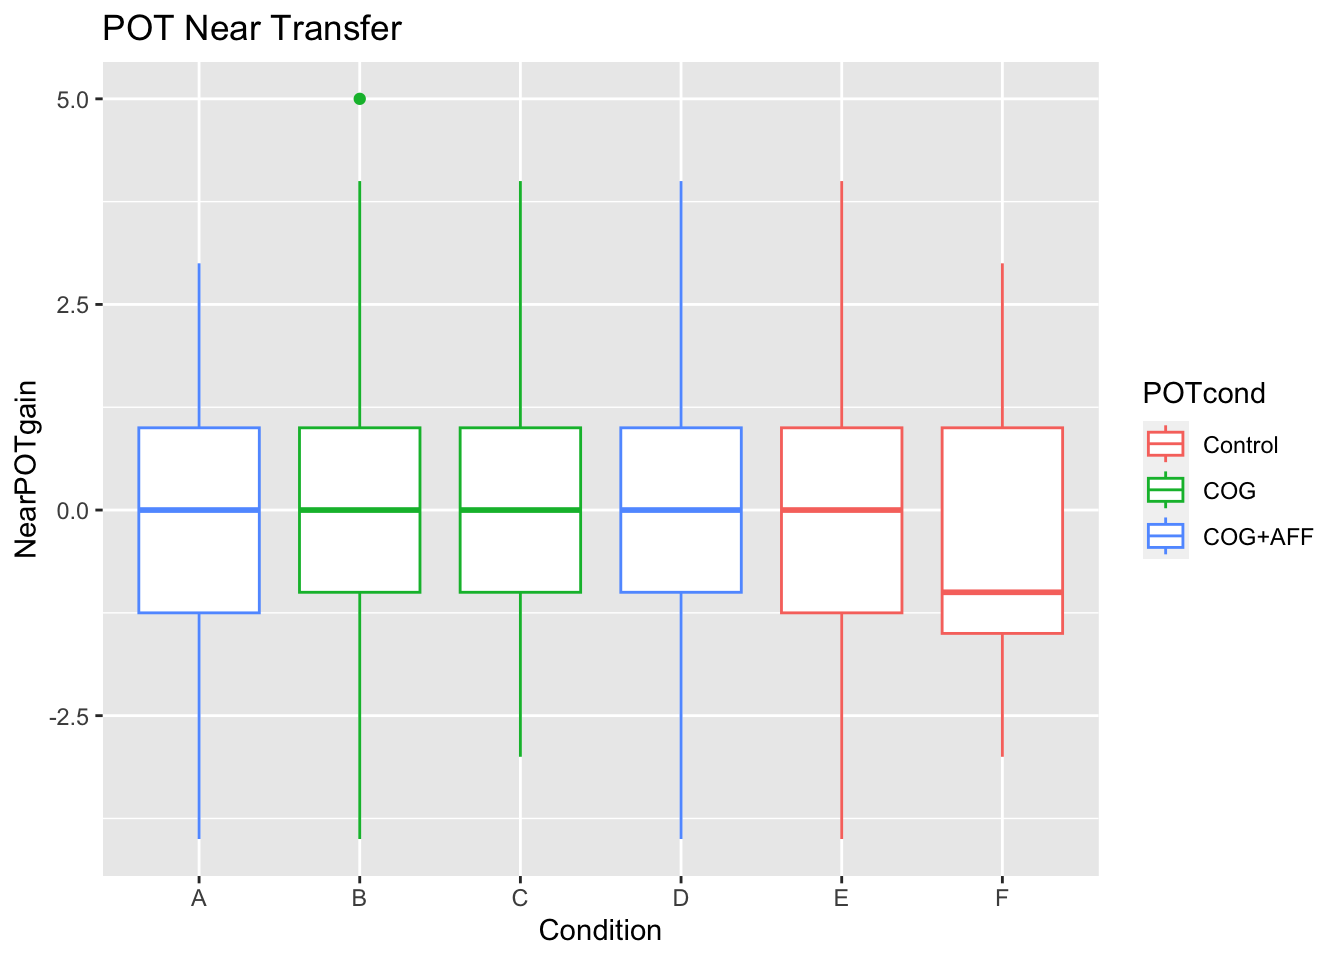 POT Near Transfer
5.0
2.5
0.0
-2.5
NearPOTgain
A B C D E F
Condition
POTcond
Control
COG
COG+AFF